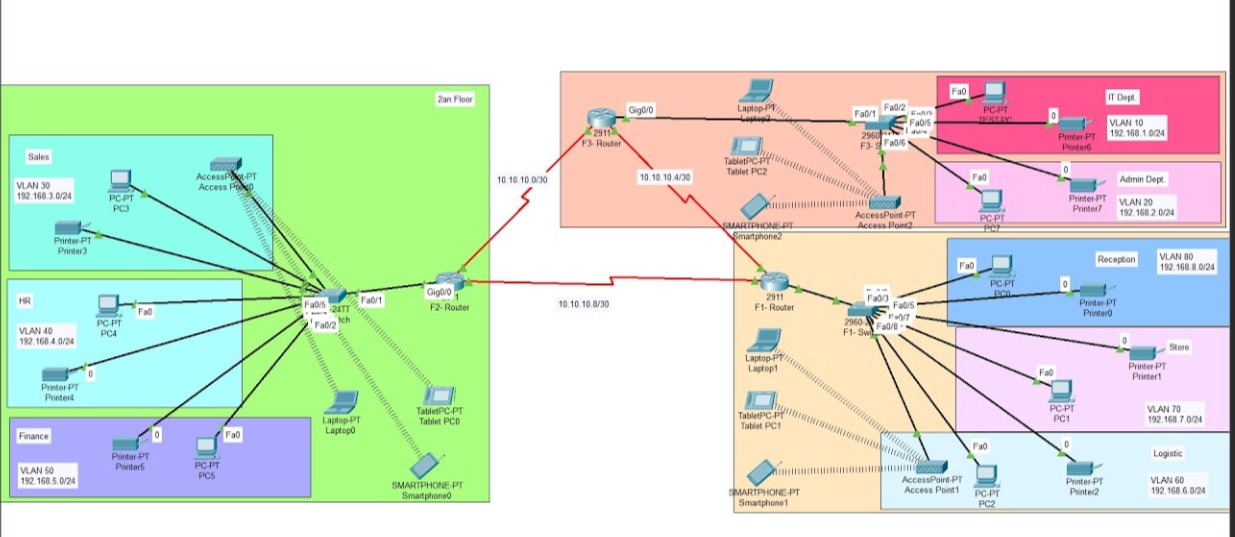 2an Floor
Sales
VLAN 30
192.168.3.0/24
PC-PT
PC3
Printer-PT
Printer3
AccessPoint-PT
HR
VLAN 40
192.168.4.0/24
PC-PT
PC4
Fa0
Printer-PT
Printer4
0
Finance
VLAN 50
192.168.5.0/24
Printer-PT
Printer5
0
PC-PT
PC5
Fa0
Fa0/5
Fa0/2
Fa0/1
24TT
Gig0/0
F2- Router
Laptop-PT
Laptop0
TabletPC-PT
Tablet PC0
SMARTPHONE-PT
Smartphone0
10.10.10.0/30
10.10.10.4/30
10.10.10.8/30
2911
F3- Router
Gig0/0
Laptop-PT
TabletPC-PT
Tablet PC2
SMARTPHONE-PT
Smartphone2
AccessPoint-PT
Access Point2
Fa0/1
Fa0/2
Fa0/5
Fa0/6
Fa0
PC-PT
TEST-PC
IT Dept.
VLAN 10
192.168.1.0/24
0
Printer-PT
Printer6
Admin Dept.
VLAN 20
192.168.2.0/24
0
Printer-PT
Printer7
Fa0
PC-PT
PC7
2911
F1- Router
Fa0/3
Fa0/5
Fa0/8
Laptop-PT
Laptop1
TabletPC-PT
Tablet PC1
SMARTPHONE-PT
Smartphone1
AccessPoint-PT
Access Point1
Reception
VLAN 80
192.168.8.0/24
Fa0
PC-PT
PC0
0
Printer-PT
Printer0
Store
0
Printer-PT
Printer1
Fa0
PC-PT
PC1
VLAN 70
192.168.7.0/24
Logistic
VLAN 60
192.168.6.0/24
Fa0
PC-PT
PC2
0
Printer-PT
Printer2